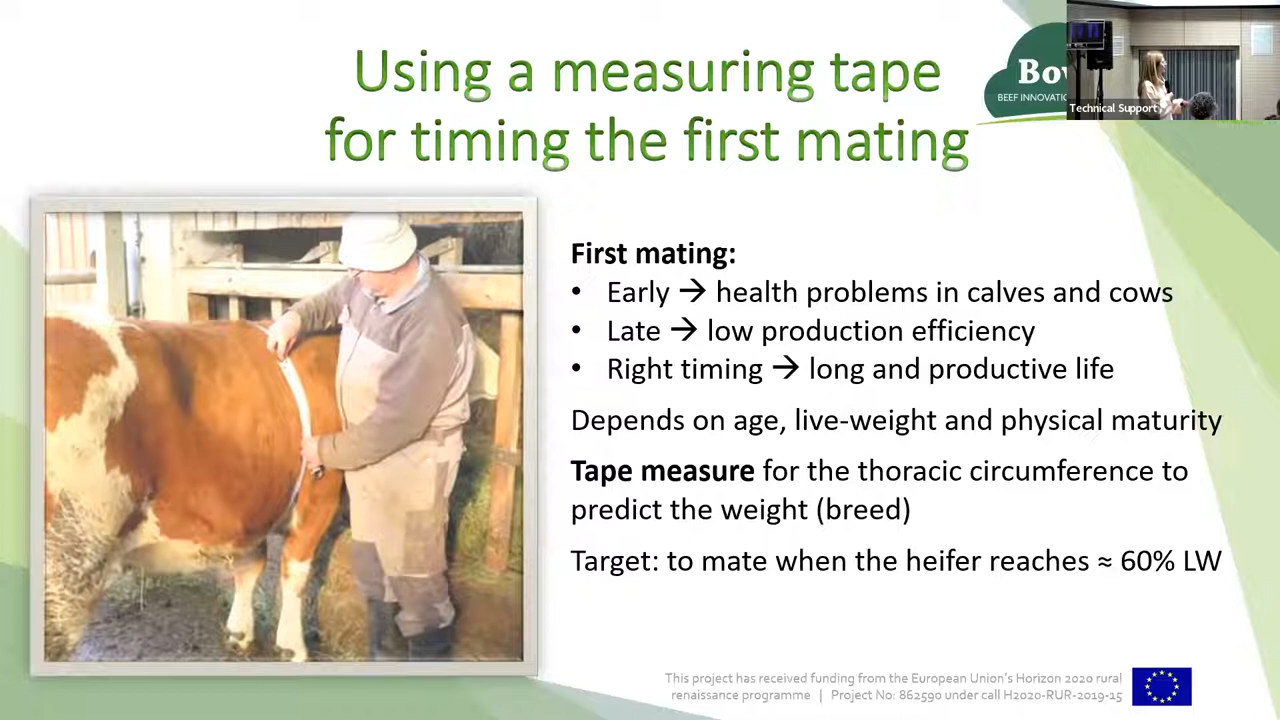 Using a measuring tape
for timing the first mating
BEEF
Technical Support
First mating:
• Early → health problems in calves and cows
• Late → low production efficiency
• Right timing → long and productive life
Depends on age, live-weight and physical maturity
Tape measure for the thoracic circumference to
predict the weight (breed)
Target: to mate when the heifer reaches ≈ 60% LW
This project has received funding from the European Union's Horizon 2020 rural
renaissance programme | Project No: 862590 under call H2020-RUR-2019-15